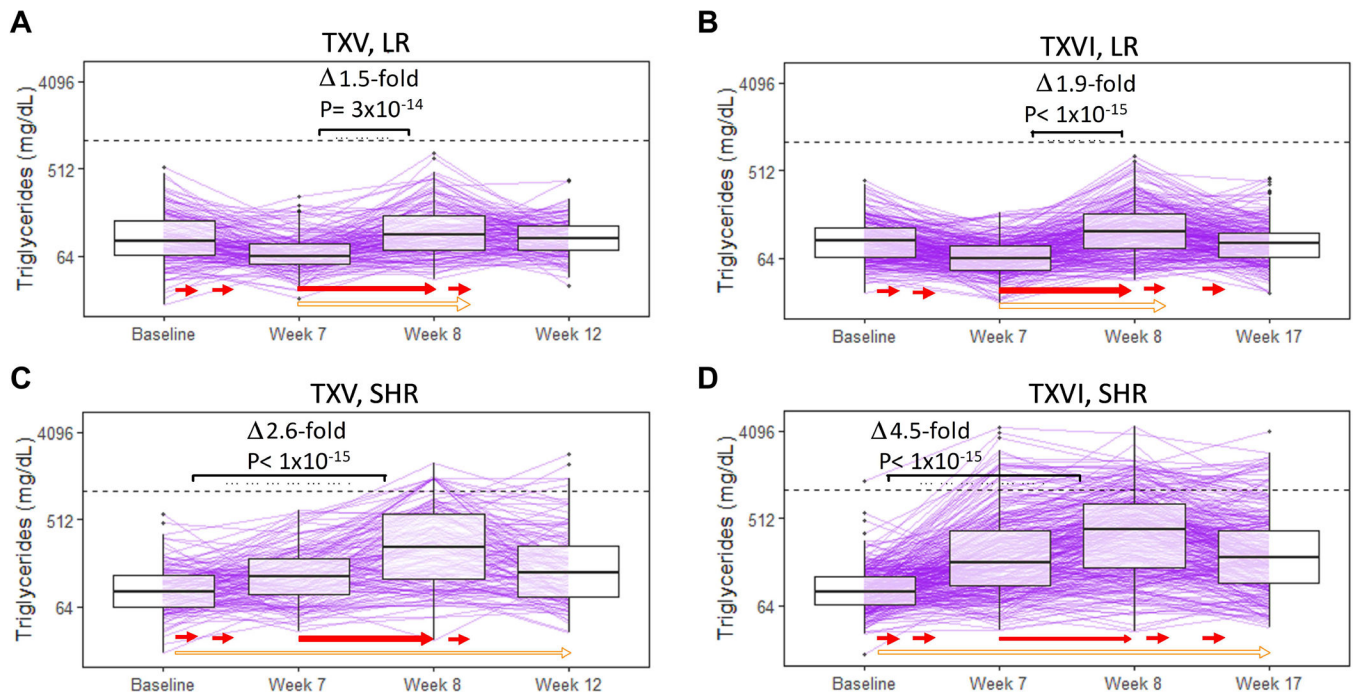 A
TXV, LR
Δ1.5-fold
P= 3x10⁻¹⁴
Triglycerides (mg/dL)
4096
512
64
Baseline Week 7 Week 8 Week 12
B
TXVI, LR
Δ1.9-fold
P< 1x10⁻¹⁵
Triglycerides (mg/dL)
4096
512
64
Baseline Week 7 Week 8 Week 17
C
TXV, SHR
Δ2.6-fold
P< 1x10⁻¹⁵
Triglycerides (mg/dL)
4096
512
64
Baseline Week 7 Week 8 Week 12
D
TXVI, SHR
Δ4.5-fold
P< 1x10⁻¹⁵
Triglycerides (mg/dL)
4096
512
64
Baseline Week 7 Week 8 Week 17